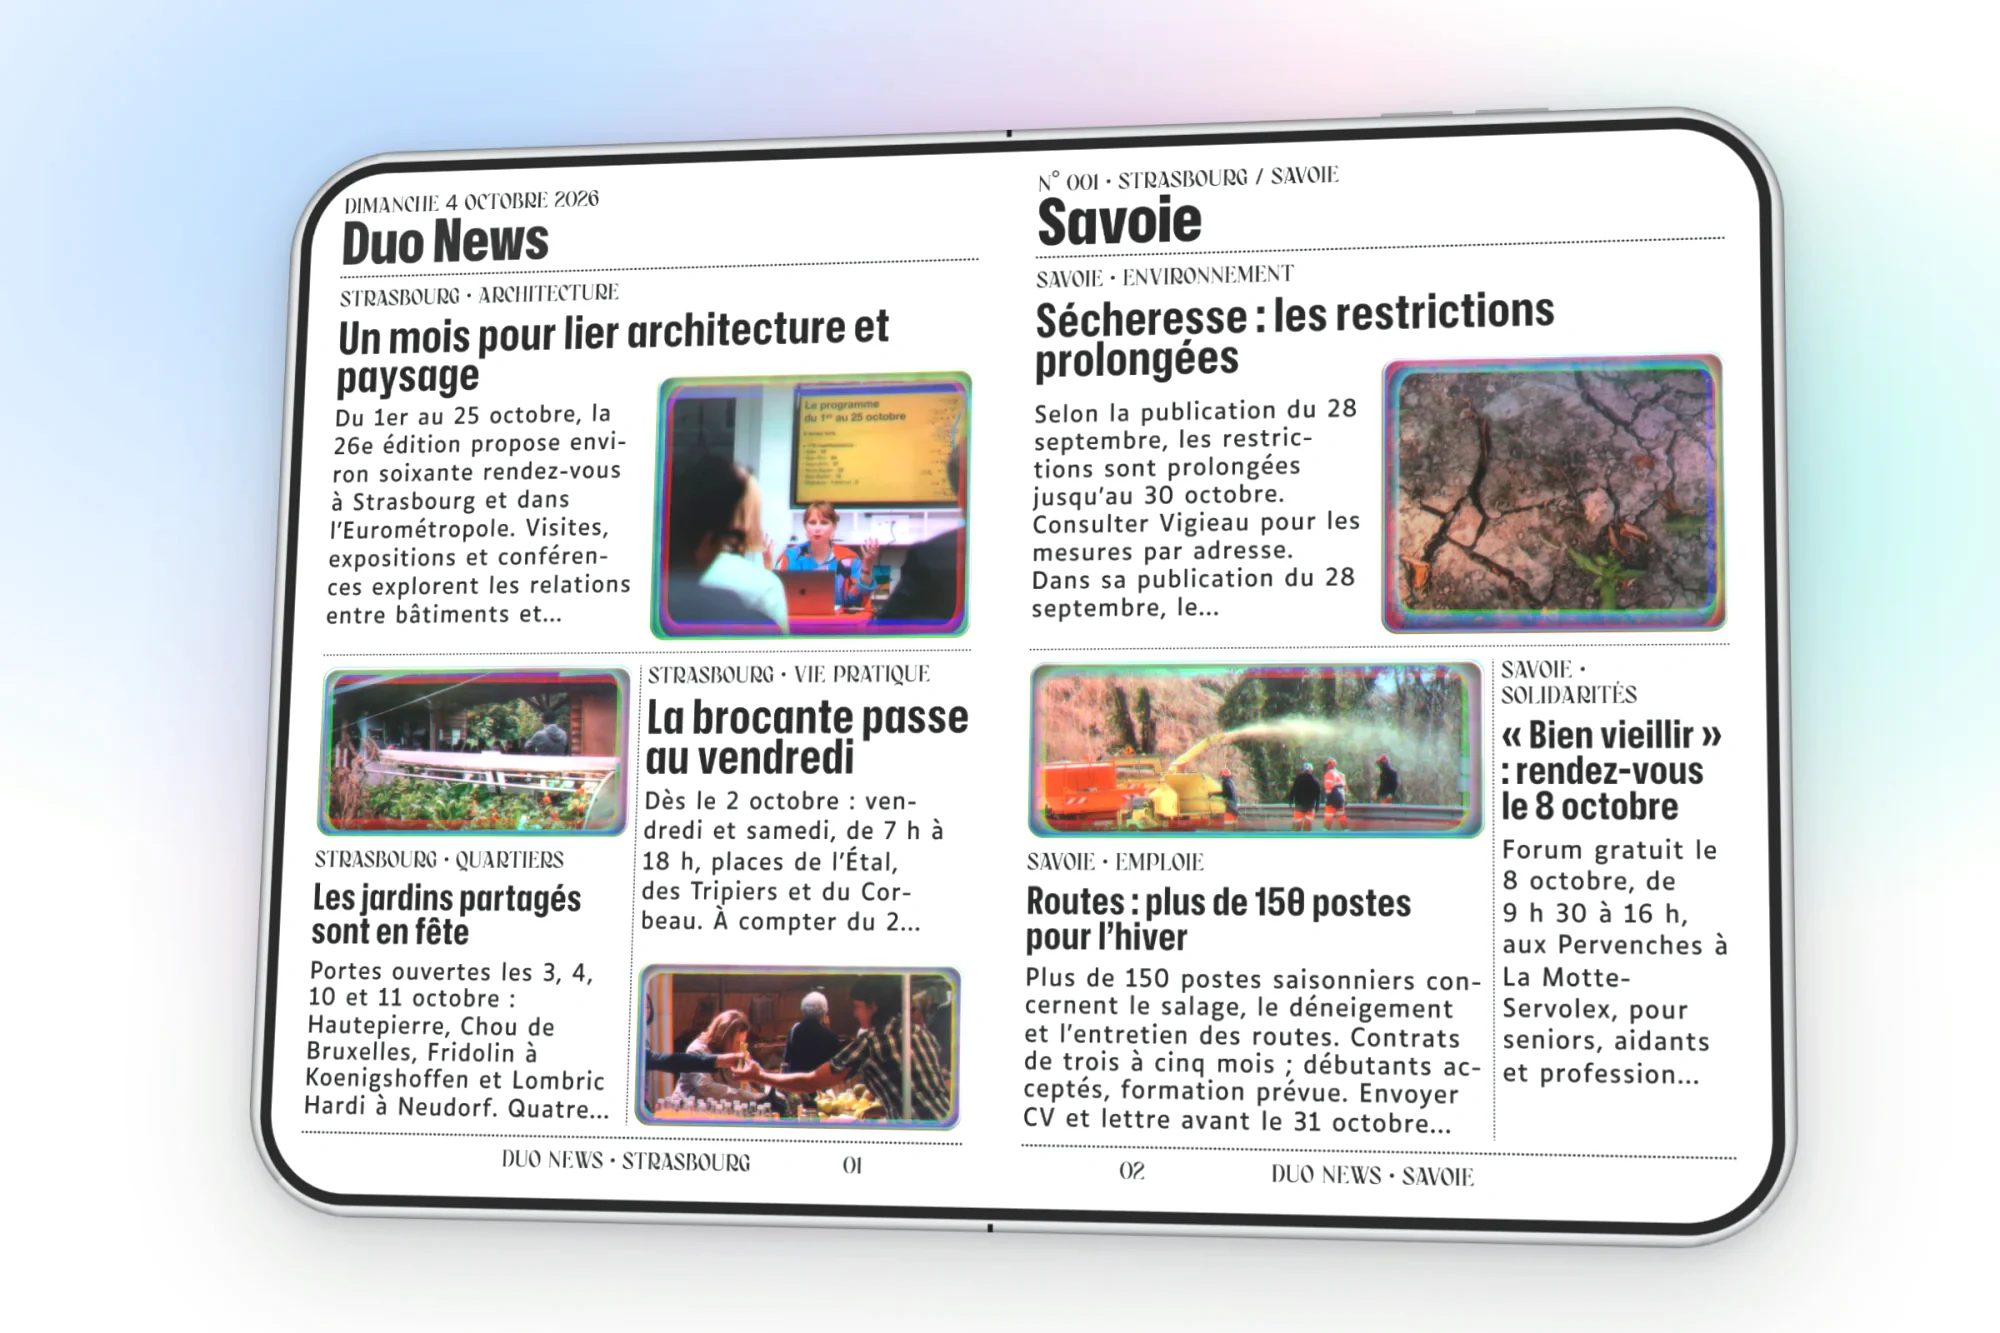 DIMANCHE 4 OCTOBRE 2026
Duo News
STRASBOURG · ARCHITECTURE
Un mois pour lier architecture et
paysage
Du 1er au 25 octobre, la
26e édition propose envi-
ron soixante rendez-vous
à Strasbourg et dans
l'Eurométropole. Visites,
expositions et conféren-
ces explorent les relations
entre bâtiments et...
Le programme
du 1er au 25 octobre
STRASBOURG · QUARTIERS
Les jardins partagés
sont en fête
Portes ouvertes les 3, 4,
10 et 11 octobre :
Hautepierre, Chou de
Bruxelles, Fridolin à
Koenigshoffen et Lombric
Hardi à Neudorf. Quatre...
STRASBOURG · VIE PRATIQUE
La brocante passe
au vendredi
Dès le 2 octobre : ven-
dredi et samedi, de 7 h à
18 h, places de l'Étal,
des Tripiers et du Cor-
beau. À compter du 2...
DUO NEWS · STRASBOURG
01
N° 001 · STRASBOURG / SAVOIE
Savoie
SAVOIE · ENVIRONNEMENT
Sécheresse : les restrictions
prolongées
Selon la publication du 28
septembre, les restric-
tions sont prolongées
jusqu'au 30 octobre.
Consulter Vigieau pour les
mesures par adresse.
Dans sa publication du 28
septembre, le...
SAVOIE · EMPLOIE
Routes : plus de 150 postes
pour l'hiver
Plus de 150 postes saisonniers con-
cernent le salage, le déneigement
et l'entretien des routes. Contrats
de trois à cinq mois ; débutants ac-
ceptés, formation prévue. Envoyer
CV et lettre avant le 31 octobre...
SAVOIE ·
SOLIDARITÉS
« Bien vieillir »
: rendez-vous
le 8 octobre
Forum gratuit le
8 octobre, de
9 h 30 à 16 h,
aux Pervenches à
La Motte-
Servolex, pour
seniors, aidants
et profession...
02
DUO NEWS · SAVOIE